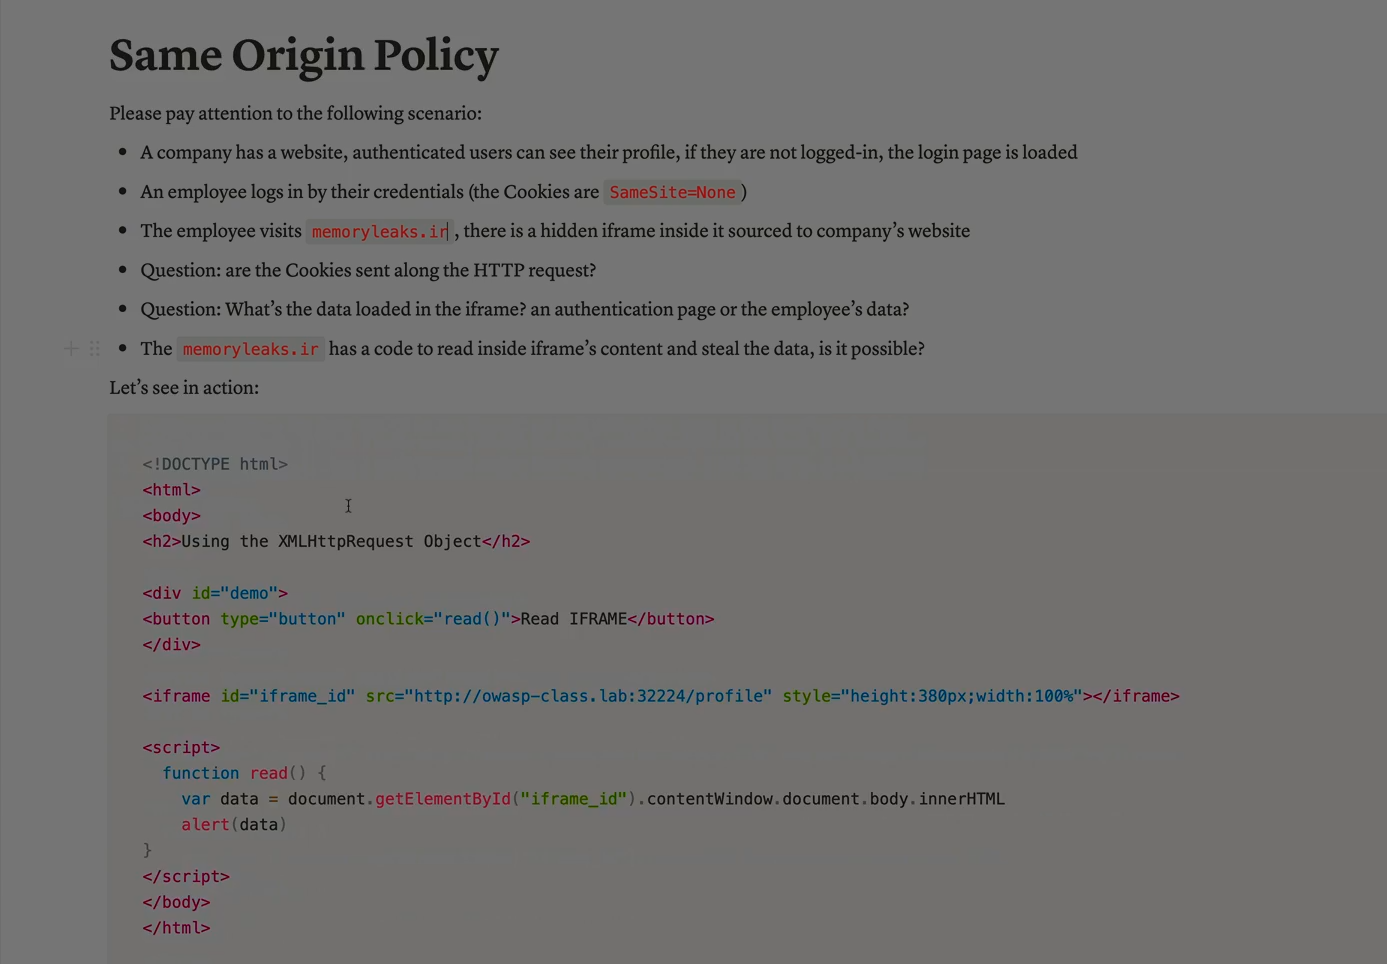 Same Origin Policy
Please pay attention to the following scenario:
• A company has a website, authenticated users can see their profile, if they are not logged-in, the login page is loaded
• An employee logs in by their credentials (the Cookies are SameSite=None )
• The employee visits memoryleaks.ir , there is a hidden iframe inside it sourced to company’s website
• Question: are the Cookies sent along the HTTP request?
• Question: What’s the data loaded in the iframe? an authentication page or the employee’s data?
• The memoryleaks.ir has a code to read inside iframe’s content and steal the data, is it possible?
Let’s see in action:
<!DOCTYPE html>
<html>
<body>
<h2>Using the XMLHttpRequest Object</h2>
<div id="demo">
<button type="button" onclick="read()">Read IFRAME</button>
</div>
<iframe id="iframe_id" src="http://owasp-class.lab:32224/profile" style="height:380px;width:100%"></iframe>
<script>
function read() {
var data = document.getElementById("iframe_id").contentWindow.document.body.innerHTML
alert(data)
}
</script>
</body>
</html>